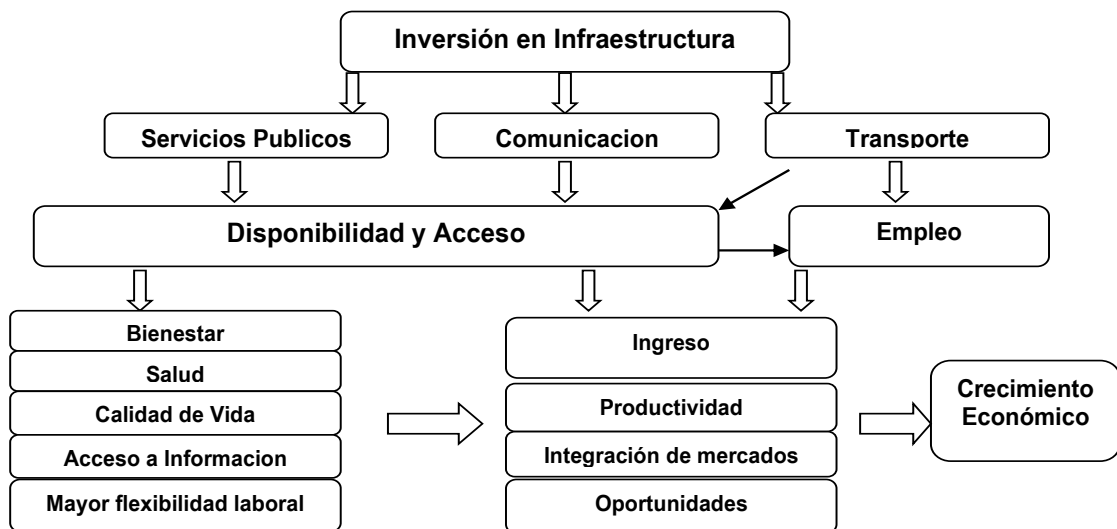 Inversión en Infraestructura
Servicios Publicos
Comunicacion
Transporte
Disponibilidad y Acceso
Empleo
Bienestar
Salud
Calidad de Vida
Acceso a Informacion
Mayor flexibilidad laboral
Ingreso
Productividad
Integración de mercados
Oportunidades
Crecimiento
Económico